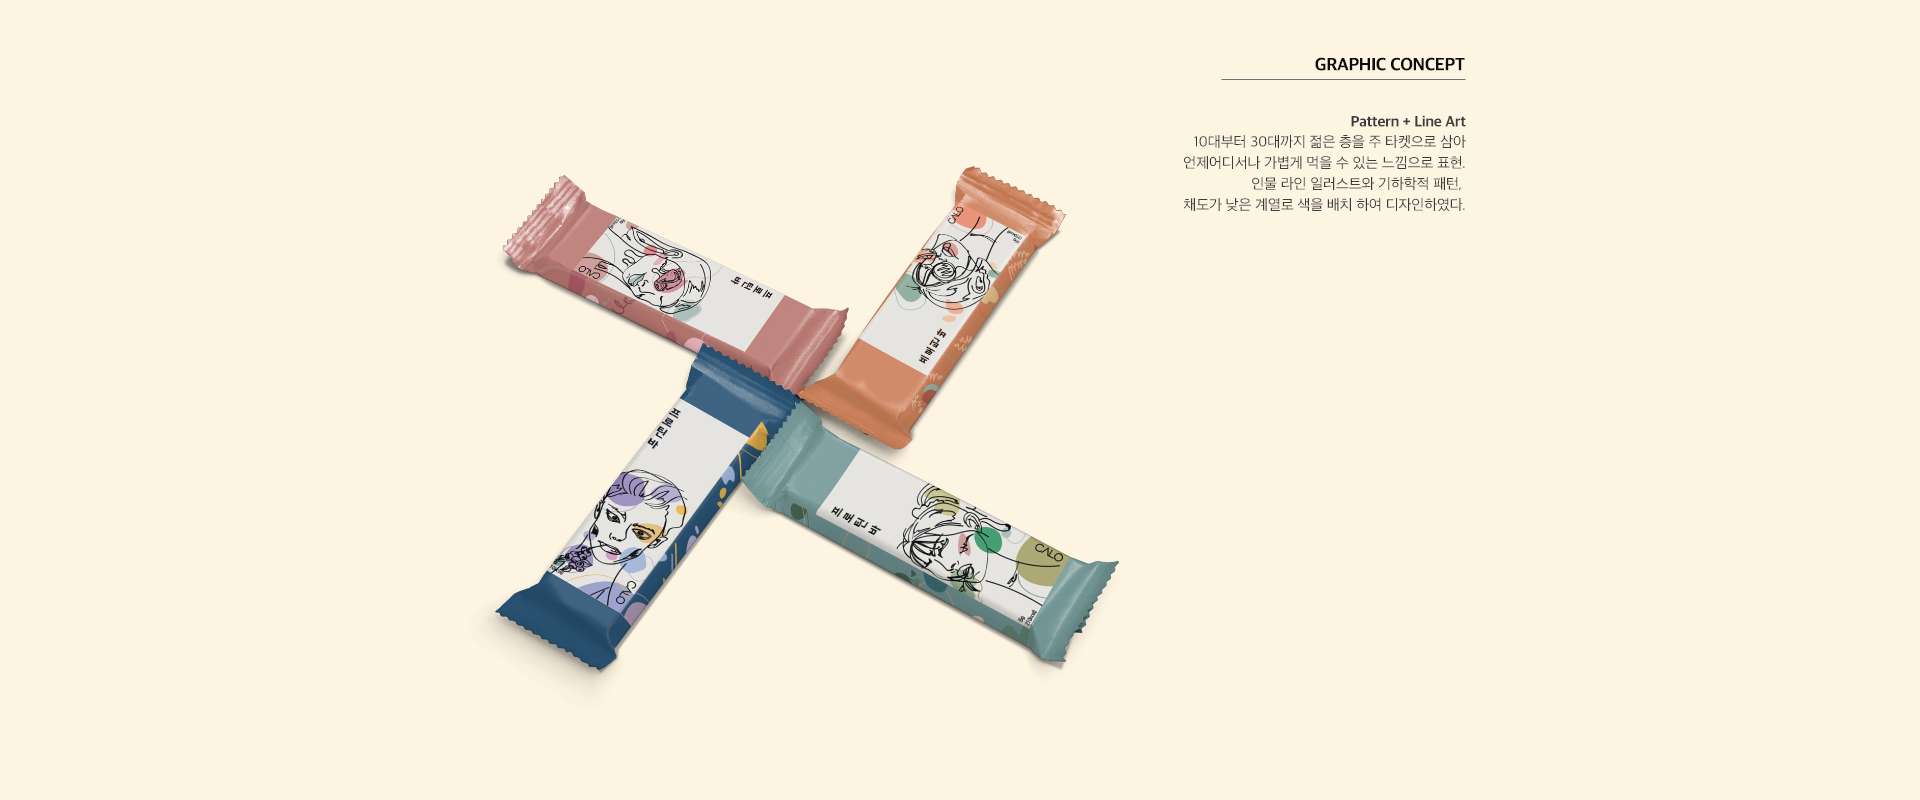 GRAPHIC CONCEPT
Pattern + Line Art
10대부터 30대까지 젊은 층을 주 타켓으로 삼아
언제어디서나 가볍게 먹을 수 있는 느낌으로 표현.
인물 라인 일러스트와 기하학적 패턴,
채도가 낮은 계열로 색을 배치 하여 디자인하였다.
CALO
프로틴 바
CALO
프로틴 바
프로틴 바
CALO
프로틴 바
CALO